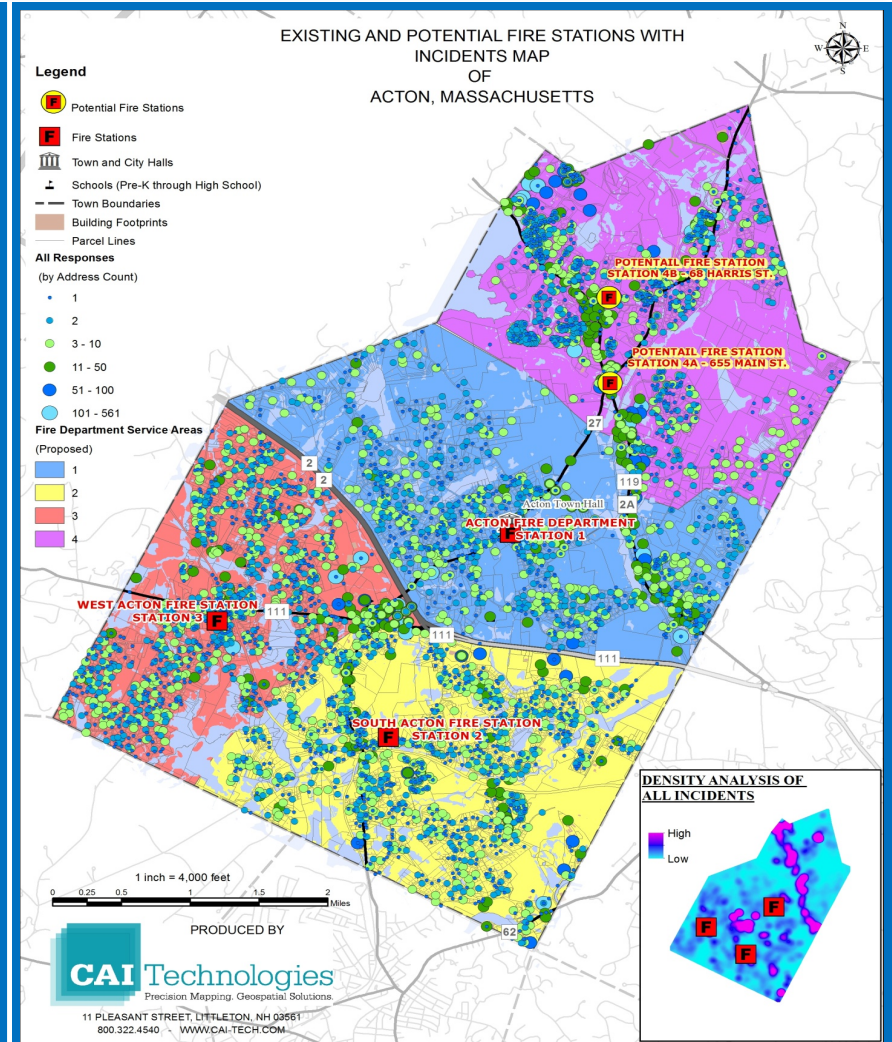 EXISTING AND POTENTIAL FIRE STATIONS WITH
INCIDENTS MAP
OF
ACTON, MASSACHUSETTS
N
W
E
S
Legend
F
Potential Fire Stations
F
Fire Stations
Town and City Halls
Schools (Pre-K through High School)
Town Boundaries
Building Footprints
Parcel Lines
All Responses
(by Address Count)
1
2
3 - 10
11 - 50
51 - 100
101 - 561
Fire Department Service Areas
(Proposed)
1
2
3
4
POTENTAIL FIRE STATION
STATION 4B - 68 HARRIS ST.
F
POTENTAIL FIRE STATION
STATION 4A - 655 MAIN ST.
F
27
2
2
119
2A
Acton Town Hall
ACTON FIRE DEPARTMENT
STATION 1
F
WEST ACTON FIRE STATION
STATION 3
F
111
111
111
SOUTH ACTON FIRE STATION
STATION 2
F
62
1 inch = 4,000 feet
0 0.25 0.5 1 1.5 2
Miles
PRODUCED BY
CAI Technologies
Precision Mapping. Geospatial Solutions.
11 PLEASANT STREET, LITTLETON, NH 03561
800.322.4540 - WWW.CAI-TECH.COM
DENSITY ANALYSIS OF
ALL INCIDENTS
High
Low
F
F
F